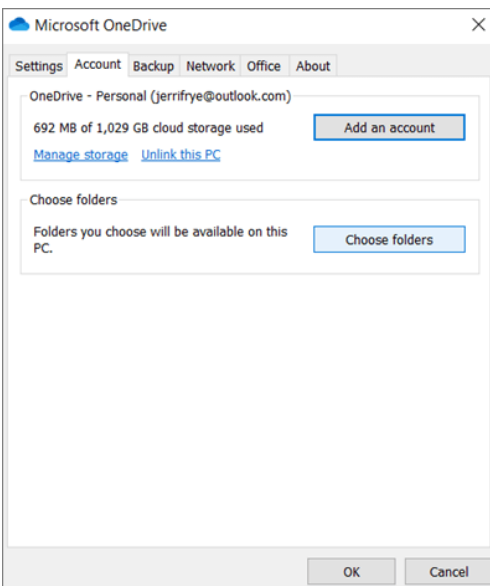 Microsoft OneDrive
Settings Account Backup Network Office About
OneDrive - Personal (jerrifrye@outlook.com)
692 MB of 1,029 GB cloud storage used
Add an account
Manage storage Unlink this PC
Choose folders
Folders you choose will be available on this
PC.
Choose folders
OK Cancel